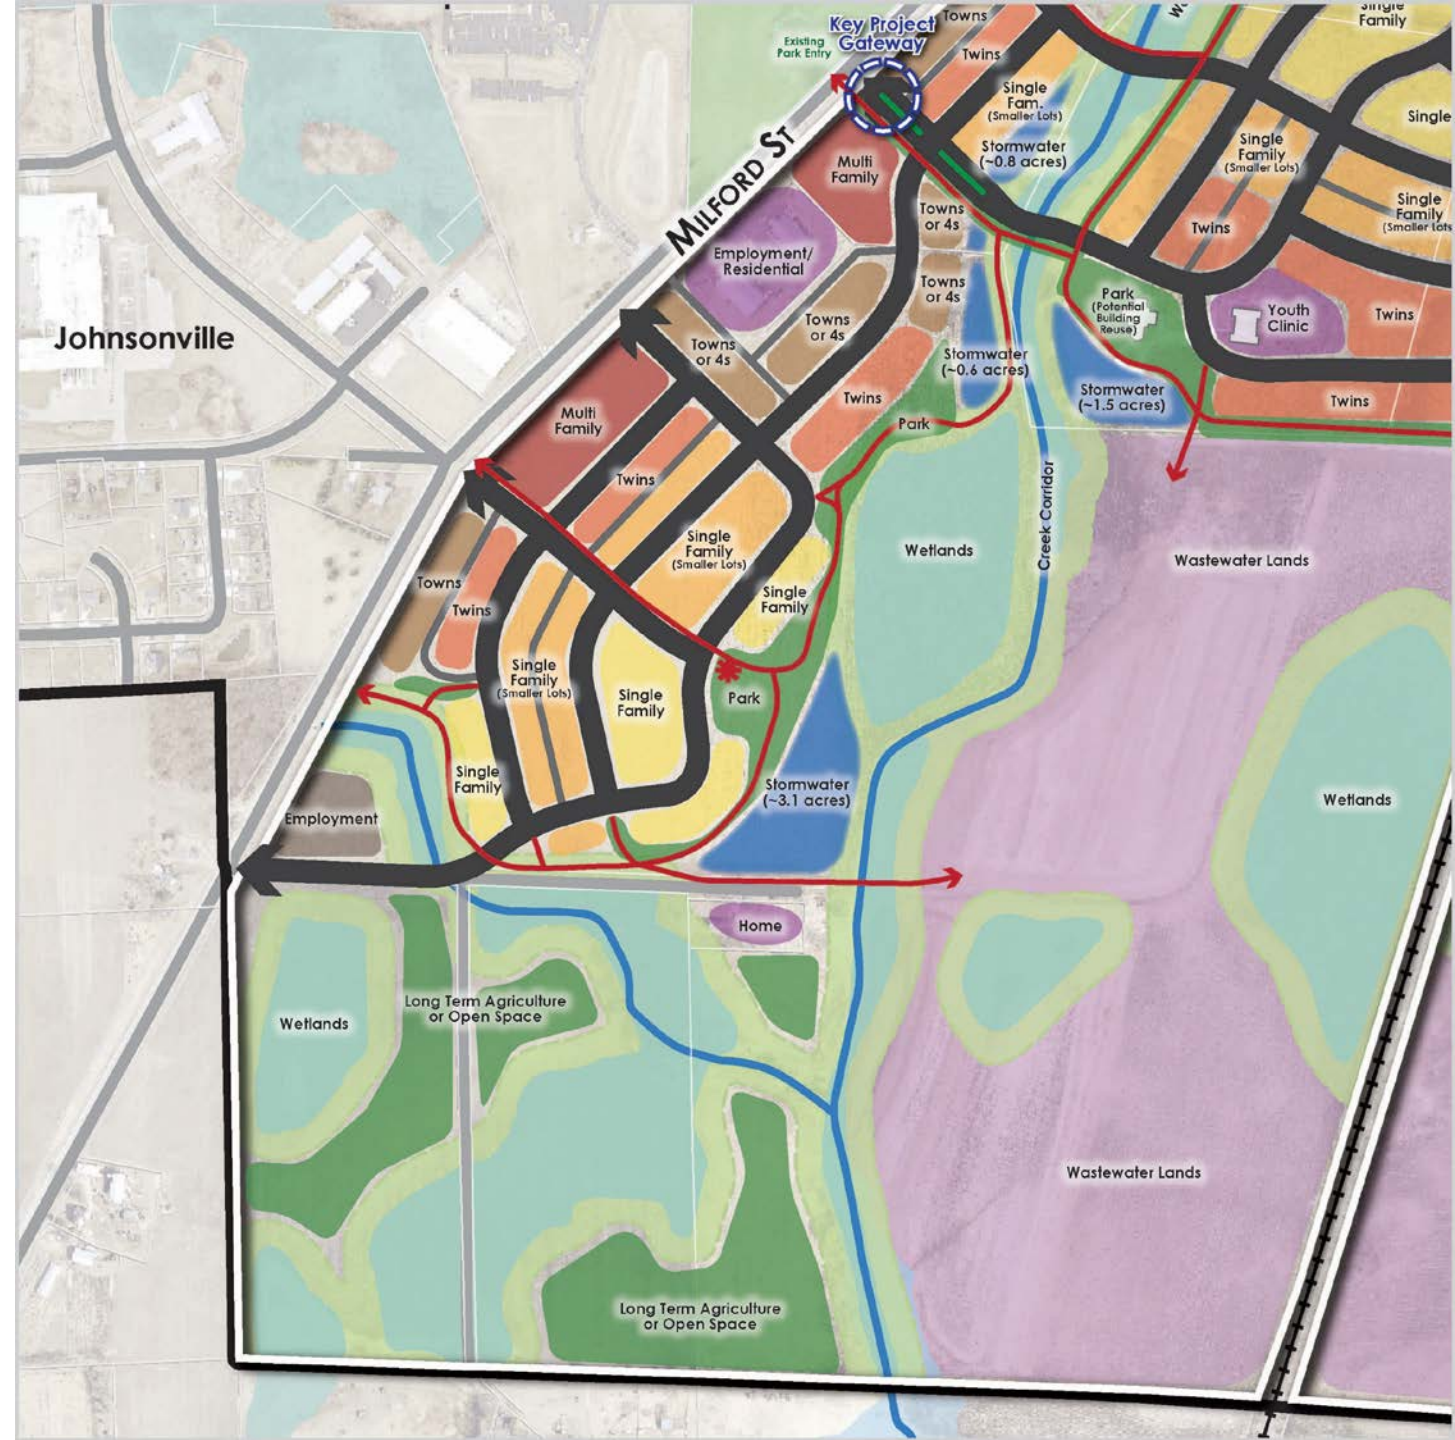 Key Project
Gateway
Existing
Park Entry
Towns
Twins
Single
Family
Single
Fam.
(Smaller Lots)
Stormwater
(~0.8 acres)
Single
Single
Family
(Smaller Lots)
Single
Family
(Smaller Lots
Twins
MILFORD ST
Multi
Family
Towns
or 4s
Employment/
Residential
Towns
or 4s
Park
(Potential
Building
Reuse)
Youth
Clinic
Twins
Johnsonville
Towns
or 4s
Towns
or 4s
Stormwater
(~0.6 acres)
Twins
Stormwater
(~1.5 acres)
Twins
Multi
Family
Park
Twins
Creek Corridor
Single
Family
(Smaller Lots)
Wetlands
Wastewater Lands
Towns
Twins
Single
Family
Single
Family
(Smaller Lots)
Single
Family
Park
Single
Family
Stormwater
(~3.1 acres)
Wetlands
Employment
Home
Long Term Agriculture
or Open Space
Wetlands
Wastewater Lands
Long Term Agriculture
or Open Space